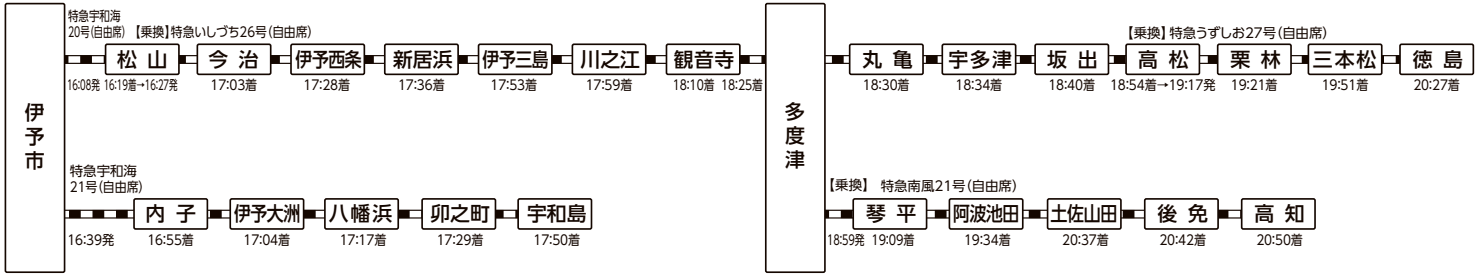 特急宇和海
20号(自由席) 【乗換】特急いしづち26号(自由席)
【乗換】特急うずしお27号(自由席)
松山 今治 伊予西条 新居浜 伊予三島 川之江 観音寺 丸亀 宇多津 坂出 高松 栗林 三本松 徳島
16:08発 16:19着→16:27発 17:03着 17:28着 17:36着 17:53着 17:59着 18:10着 18:25着 18:30着 18:34着 18:40着 18:54着→19:17発 19:21着 19:51着 20:27着
伊予市
多度津
特急宇和海
21号(自由席)
【乗換】 特急南風21号(自由席)
内子 伊予大洲 八幡浜 卯之町 宇和島 琴平 阿波池田 土佐山田 後免 高知
16:39発 16:55着 17:04着 17:17着 17:29着 17:50着 18:59発 19:09着 19:34着 20:37着 20:42着 20:50着